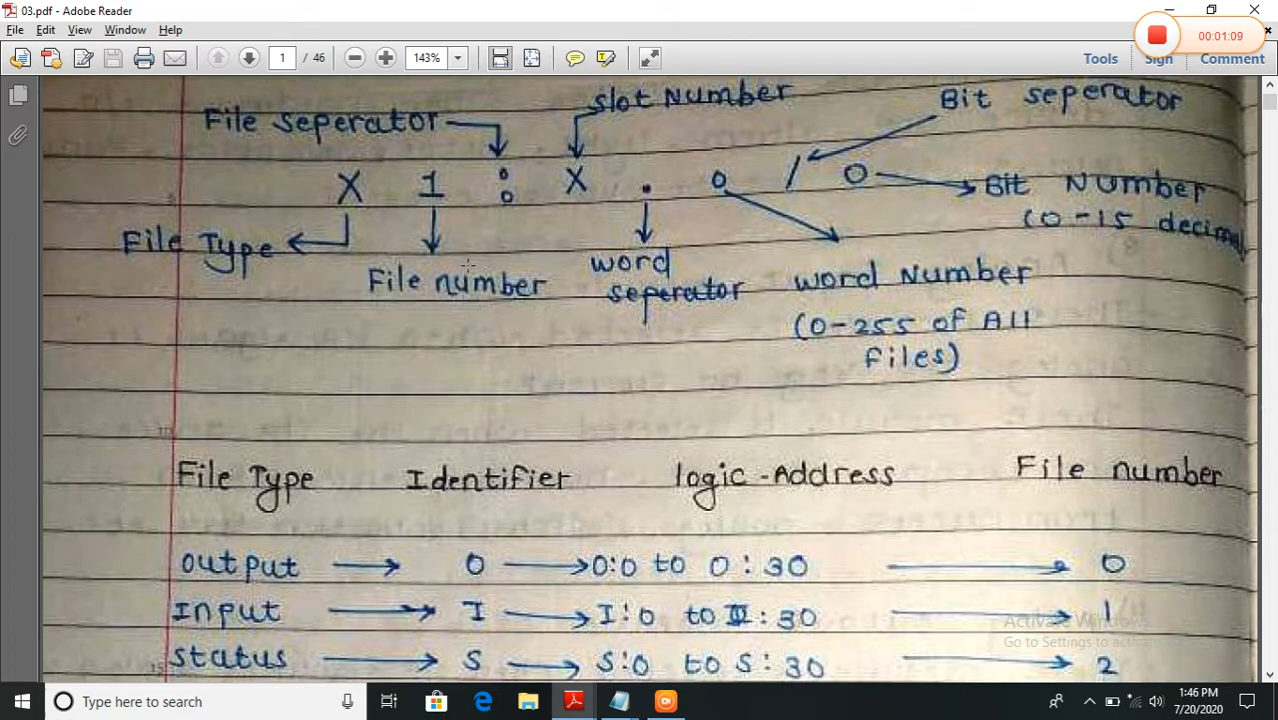 03.pdf - Adobe Reader
File Edit View Window Help
00:01:09
1 / 46 143% Tools Sign Comment
slot Number
Bit seperator
File seperator
X 1 : X . 0 / 0
Bit Number
(0-15 decimal
File Type
File number
word
seperator
word Number
(0-255 of All
files)
File Type Identifier logic-Address File number
output → O → O:0 to O:30 → 0
Input → I → I:0 to I:30 → 1
status → S → S:0 to S:30 → 2
Activate Windows
Go to Settings to activ
Type here to search
1:46 PM
7/20/2020